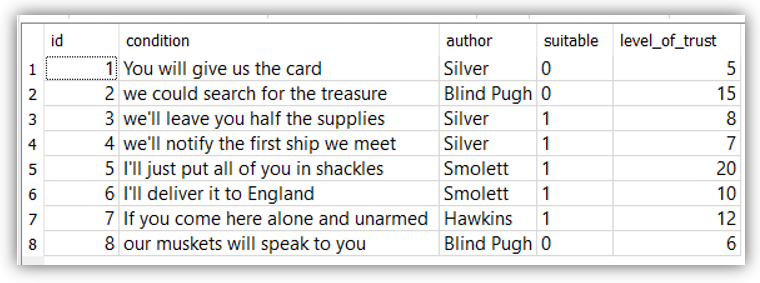 id condition author suitable level_of_trust
1 1 You will give us the card Silver 0 5
2 2 we could search for the treasure Blind Pugh 0 15
3 3 we'll leave you half the supplies Silver 1 8
4 4 we'll notify the first ship we meet Silver 1 7
5 5 I'll just put all of you in shackles Smolett 1 20
6 6 I'll deliver it to England Smolett 1 10
7 7 If you come here alone and unarmed Hawkins 1 12
8 8 our muskets will speak to you Blind Pugh 0 6